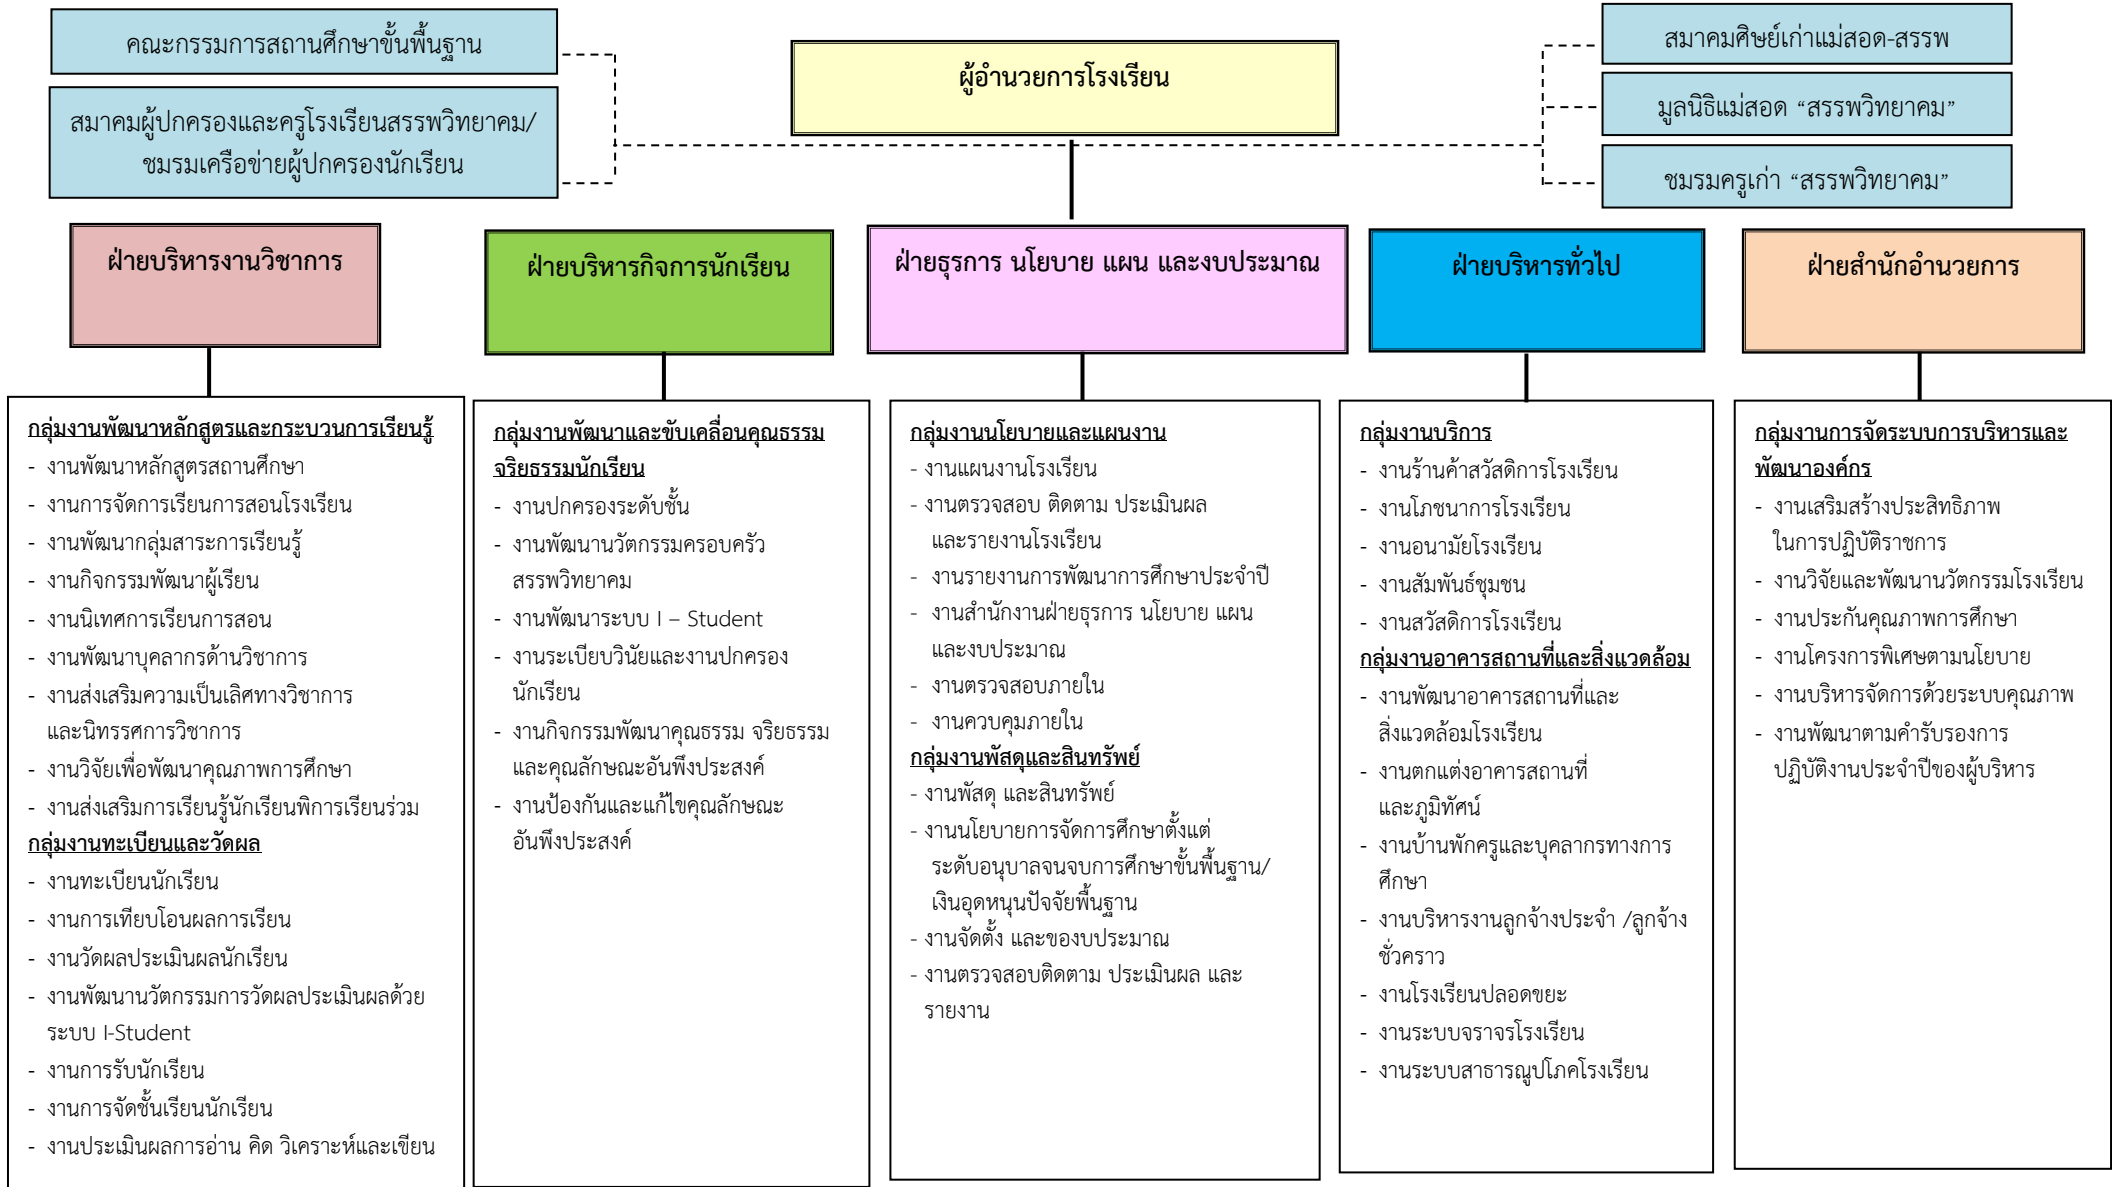 คณะกรรมการสถานศึกษาขั้นพื้นฐาน
สมาคมผู้ปกครองและครูโรงเรียนสรรพวิทยาคม/
ชมรมเครือข่ายผู้ปกครองนักเรียน
ผู้อำนวยการโรงเรียน
สมาคมศิษย์เก่าแม่สอด-สรรพ
มูลนิธิแม่สอด “สรรพวิทยาคม”
ชมรมครูเก่า “สรรพวิทยาคม”
ฝ่ายบริหารงานวิชาการ
ฝ่ายบริหารกิจการนักเรียน
ฝ่ายธุรการ นโยบาย แผน และงบประมาณ
ฝ่ายบริหารทั่วไป
ฝ่ายสำนักอำนวยการ
กลุ่มงานพัฒนาหลักสูตรและกระบวนการเรียนรู้
- งานพัฒนาหลักสูตรสถานศึกษา
- งานการจัดการเรียนการสอนโรงเรียน
- งานพัฒนากลุ่มสาระการเรียนรู้
- งานกิจกรรมพัฒนาผู้เรียน
- งานนิเทศการเรียนการสอน
- งานพัฒนาบุคลากรด้านวิชาการ
- งานส่งเสริมความเป็นเลิศทางวิชาการ
และนิทรรศการวิชาการ
- งานวิจัยเพื่อพัฒนาคุณภาพการศึกษา
- งานส่งเสริมการเรียนรู้นักเรียนพิการเรียนร่วม
กลุ่มงานทะเบียนและวัดผล
- งานทะเบียนนักเรียน
- งานการเทียบโอนผลการเรียน
- งานวัดผลประเมินผลนักเรียน
- งานพัฒนานวัตกรรมการวัดผลประเมินผลด้วย
ระบบ I-Student
- งานการรับนักเรียน
- งานการจัดชั้นเรียนนักเรียน
- งานประเมินผลการอ่าน คิด วิเคราะห์และเขียน
กลุ่มงานพัฒนาและขับเคลื่อนคุณธรรม
จริยธรรมนักเรียน
- งานปกครองระดับชั้น
- งานพัฒนานวัตกรรมครอบครัว
สรรพวิทยาคม
- งานพัฒนาระบบ I – Student
- งานระเบียบวินัยและงานปกครอง
นักเรียน
- งานกิจกรรมพัฒนาคุณธรรม จริยธรรม
และคุณลักษณะอันพึงประสงค์
- งานป้องกันและแก้ไขคุณลักษณะ
อันพึงประสงค์
กลุ่มงานนโยบายและแผนงาน
- งานแผนงานโรงเรียน
- งานตรวจสอบ ติดตาม ประเมินผล
และรายงานโรงเรียน
- งานรายงานการพัฒนาการศึกษาประจำปี
- งานสำนักงานฝ่ายธุรการ นโยบาย แผน
และงบประมาณ
- งานตรวจสอบภายใน
- งานควบคุมภายใน
กลุ่มงานพัสดุและสินทรัพย์
- งานพัสดุ และสินทรัพย์
- งานนโยบายการจัดการศึกษาตั้งแต่
ระดับอนุบาลจนจบการศึกษาขั้นพื้นฐาน/
เงินอุดหนุนปัจจัยพื้นฐาน
- งานจัดตั้ง และของบประมาณ
- งานตรวจสอบติดตาม ประเมินผล และ
รายงาน
กลุ่มงานบริการ
- งานร้านค้าสวัสดิการโรงเรียน
- งานโภชนาการโรงเรียน
- งานอนามัยโรงเรียน
- งานสัมพันธ์ชุมชน
- งานสวัสดิการโรงเรียน
กลุ่มงานอาคารสถานที่และสิ่งแวดล้อม
- งานพัฒนาอาคารสถานที่และ
สิ่งแวดล้อมโรงเรียน
- งานตกแต่งอาคารสถานที่
และภูมิทัศน์
- งานบ้านพักครูและบุคลากรทางการ
ศึกษา
- งานบริหารงานลูกจ้างประจำ /ลูกจ้าง
ชั่วคราว
- งานโรงเรียนปลอดขยะ
- งานระบบจราจรโรงเรียน
- งานระบบสาธารณูปโภคโรงเรียน
กลุ่มงานการจัดระบบการบริหารและ
พัฒนาองค์กร
- งานเสริมสร้างประสิทธิภาพ
ในการปฏิบัติราชการ
- งานวิจัยและพัฒนานวัตกรรมโรงเรียน
- งานประกันคุณภาพการศึกษา
- งานโครงการพิเศษตามนโยบาย
- งานบริหารจัดการด้วยระบบคุณภาพ
- งานพัฒนาตามคำรับรองการ
ปฏิบัติงานประจำปีของผู้บริหาร